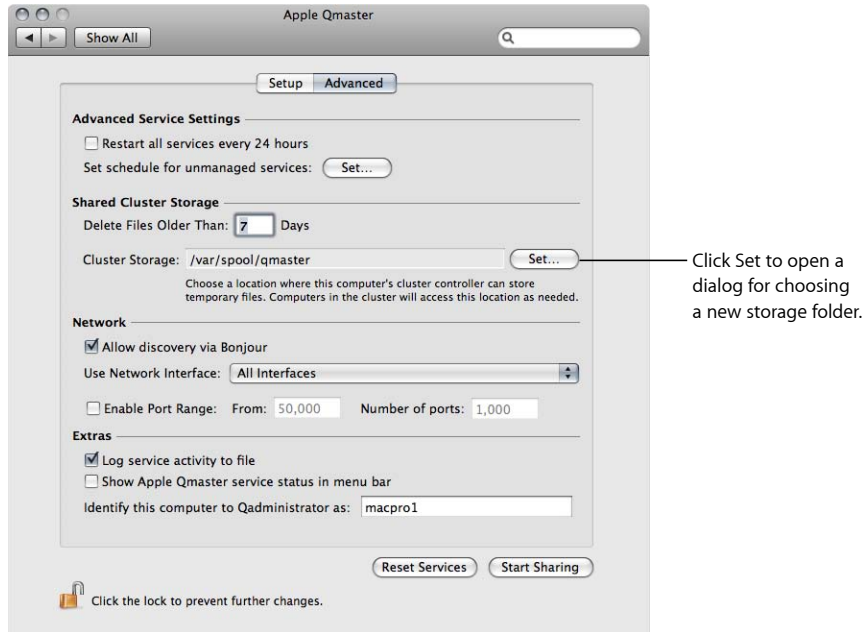 Apple Qmaster
Show All
Setup Advanced
Advanced Service Settings
Restart all services every 24 hours
Set schedule for unmanaged services: Set...
Shared Cluster Storage
Delete Files Older Than: 7 Days
Cluster Storage: /var/spool/qmaster Set...
Choose a location where this computer's cluster controller can store
temporary files. Computers in the cluster will access this location as needed.
Click Set to open a
dialog for choosing
a new storage folder.
Network
Allow discovery via Bonjour
Use Network Interface: All Interfaces
Enable Port Range: From: 50,000 Number of ports: 1,000
Extras
Log service activity to file
Show Apple Qmaster service status in menu bar
Identify this computer to Qadministrator as: macpro1
Reset Services Start Sharing
Click the lock to prevent further changes.